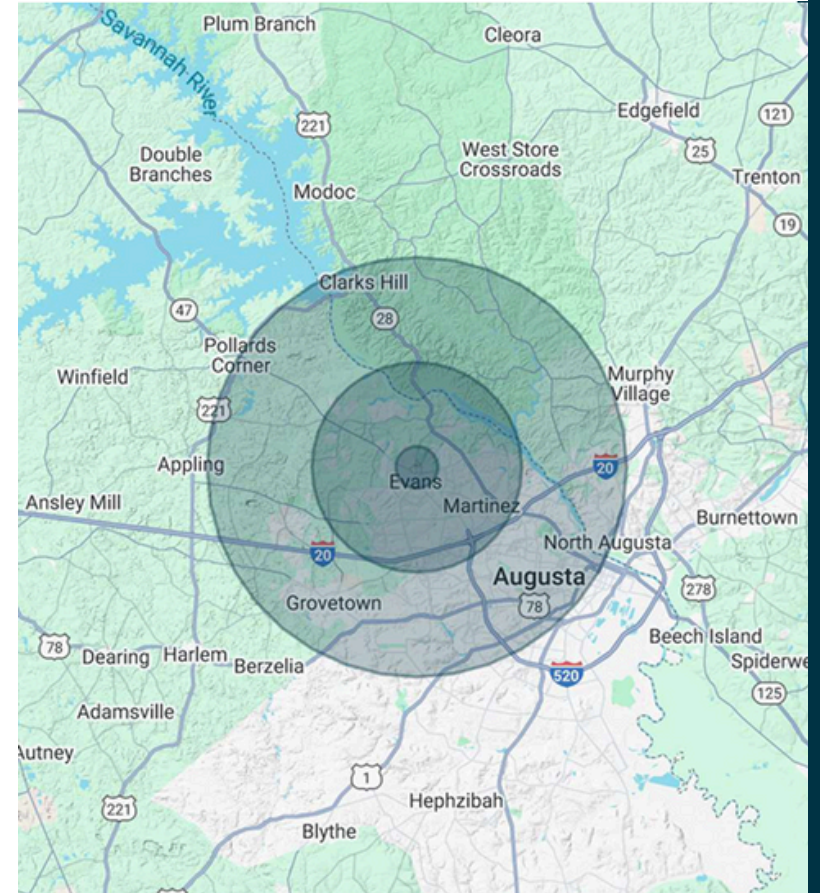 Savannah River
Plum Branch
Cleora
221
Edgefield
121
Double
Branches
West Store
Crossroads
25
Modoc
Trenton
19
Clarks Hill
47
28
Pollards
Corner
Winfield
Murphy
Village
221
Appling
20
Evans
Ansley Mill
Martinez
Burnettown
20
North Augusta
Augusta
278
Grovetown
78
78
Dearing
Harlem
Berzelia
Beech Island
Spiderwe
520
125
Adamsville
Autney
1
221
Hephzibah
Blythe